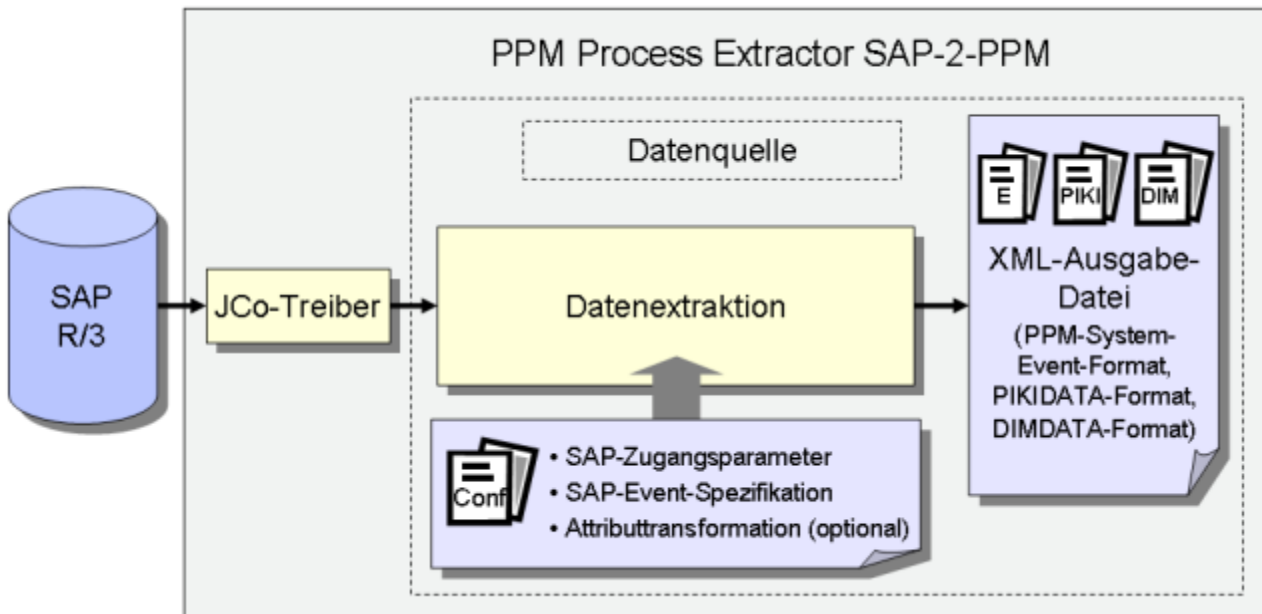 PPM Process Extractor SAP-2-PPM
Datenquelle
SAP
R/3
JCo-Treiber
Datenextraktion
E
PIKI
DIM
XML-Ausgabe-
Datei
(PPM-System-
Event-Format,
PIKIDATA-Format,
DIMDATA-Format)
Conf
• SAP-Zugangsparameter
• SAP-Event-Spezifikation
• Attributtransformation (optional)